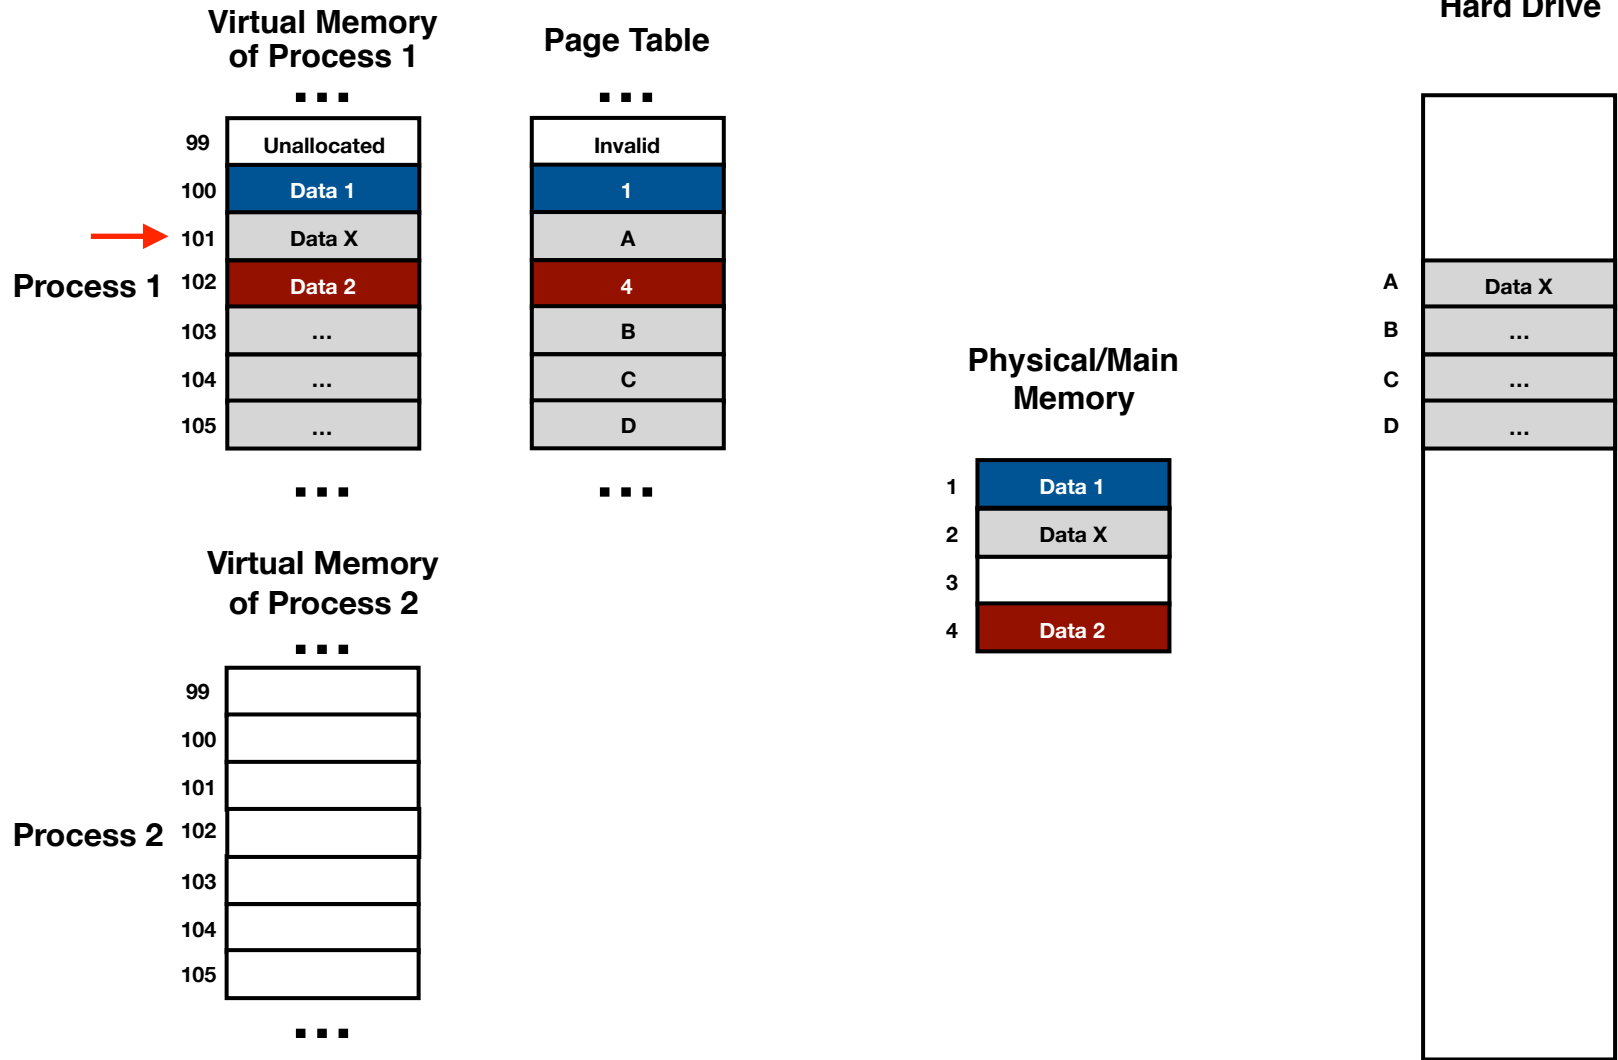 Hard Drive
Virtual Memory
of Process 1
Page Table
...
...
99 Unallocated Invalid
100 Data 1 1
101 Data X A
Process 1 102 Data 2 4
103 ... B
104 ... C
105 ... D
...
...
A Data X
B ...
C ...
D ...
Physical/Main
Memory
1 Data 1
2 Data X
3
4 Data 2
Virtual Memory
of Process 2
...
99
100
101
Process 2 102
103
104
105
...